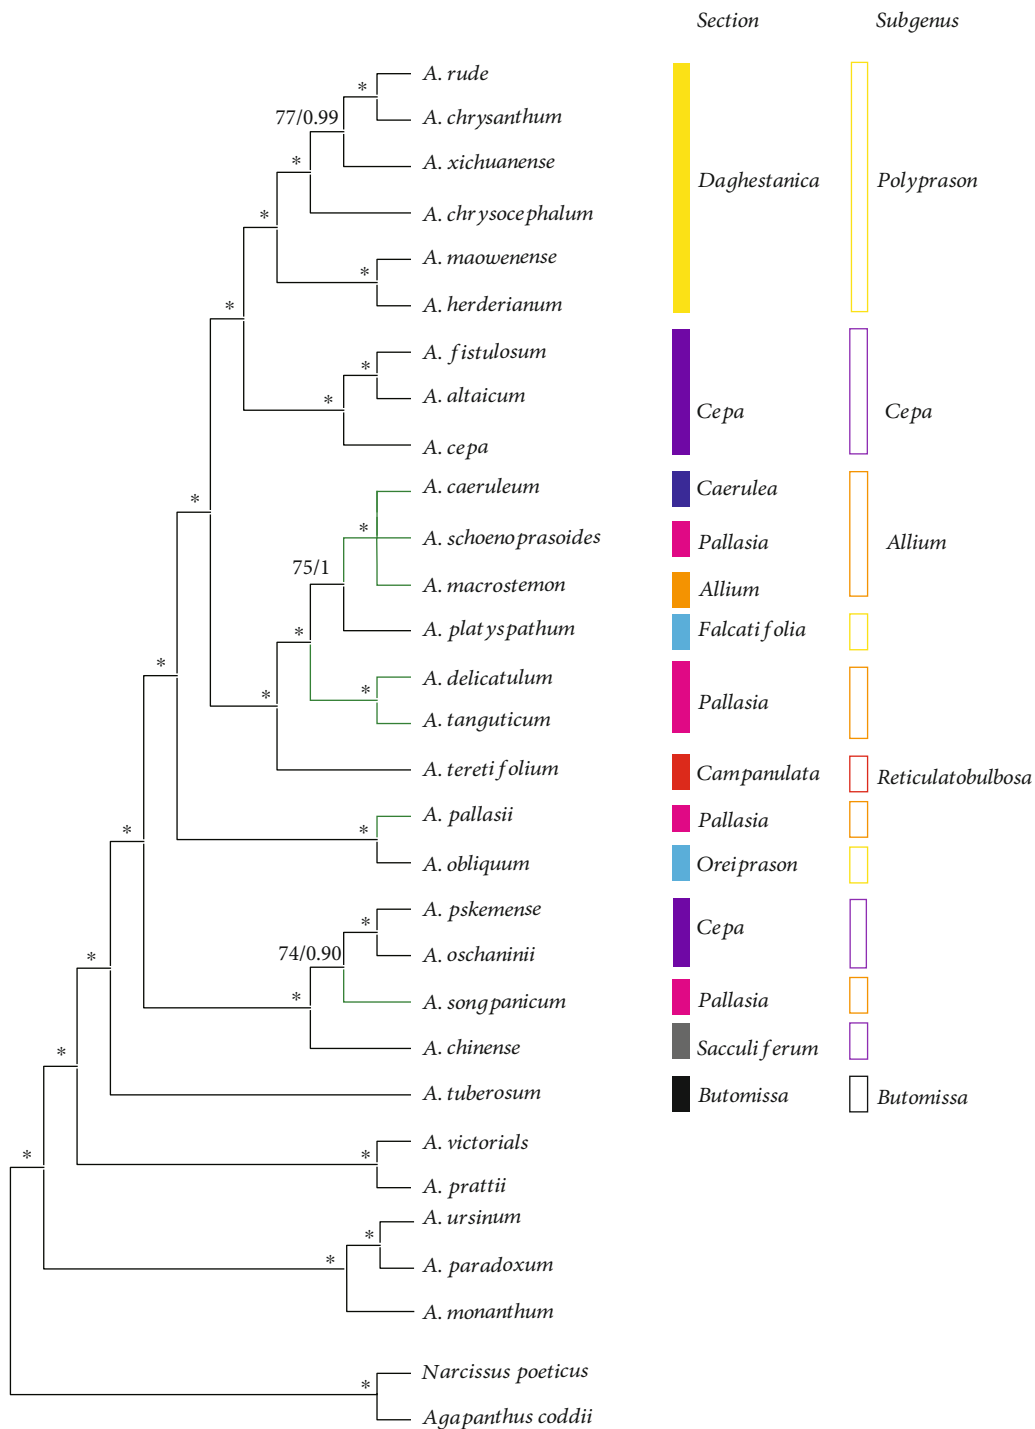 Section Subgenus
A. rude
*
77/0.99
A. chrysanthum
*
A. xichuanense
Daghestanica Polyprason
*
A. chrysocephalum
A. maowenense
*
A. herderianum
*
A. fistulosum
*
A. altaicum
*
Cepa Cepa
A. cepa
A. caeruleum
Caerulea
*
*
A. schoenoprasoides
Pallasia Allium
75/1
A. macrostemon
Allium
A. platyspathum
Falcatifolia
*
*
A. delicatulum
*
*
Pallasia
A. tanguticum
A. teretifolium
Campanulata Reticulatobulbosa
A. pallasii
Pallasia
*
*
A. obliquum
Oreiprason
A. pskemense
*
Cepa
74/0.90
*
A. oschaninii
*
A. songpanicum
Pallasia
A. chinense
Sacculiferum
*
A. tuberosum
Butomissa Butomissa
A. victorials
*
*
A. prattii
A. ursinum
*
*
A. paradoxum
A. monanthum
Narcissus poeticus
*
Agapanthus coddii